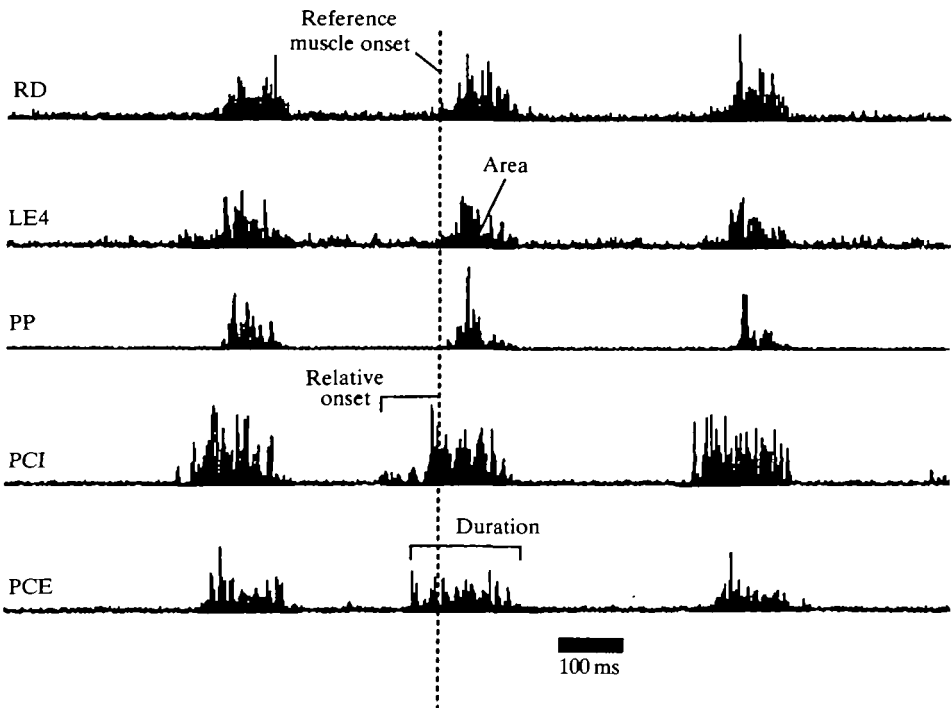 Reference
muscle onset
RD
Area
LE4
PP
Relative
onset
PCI
Duration
PCE
100 ms